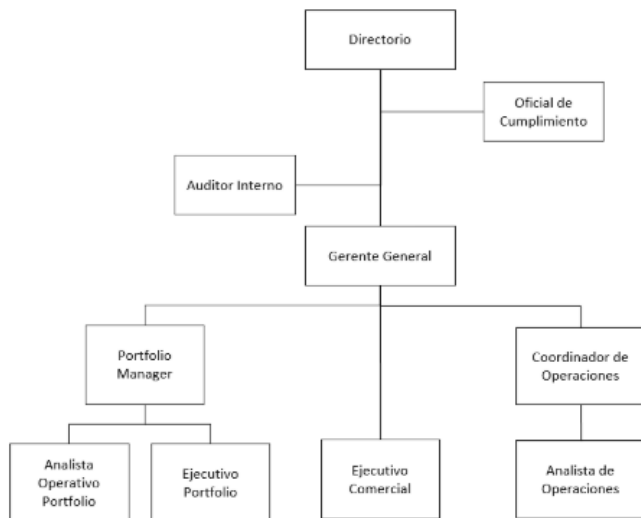 Directorio
Oficial de
Cumplimiento
Auditor Interno
Gerente General
Portfolio
Manager
Coordinador de
Operaciones
Analista
Operativo
Portfolio
Ejecutivo
Portfolio
Ejecutivo
Comercial
Analista de
Operaciones